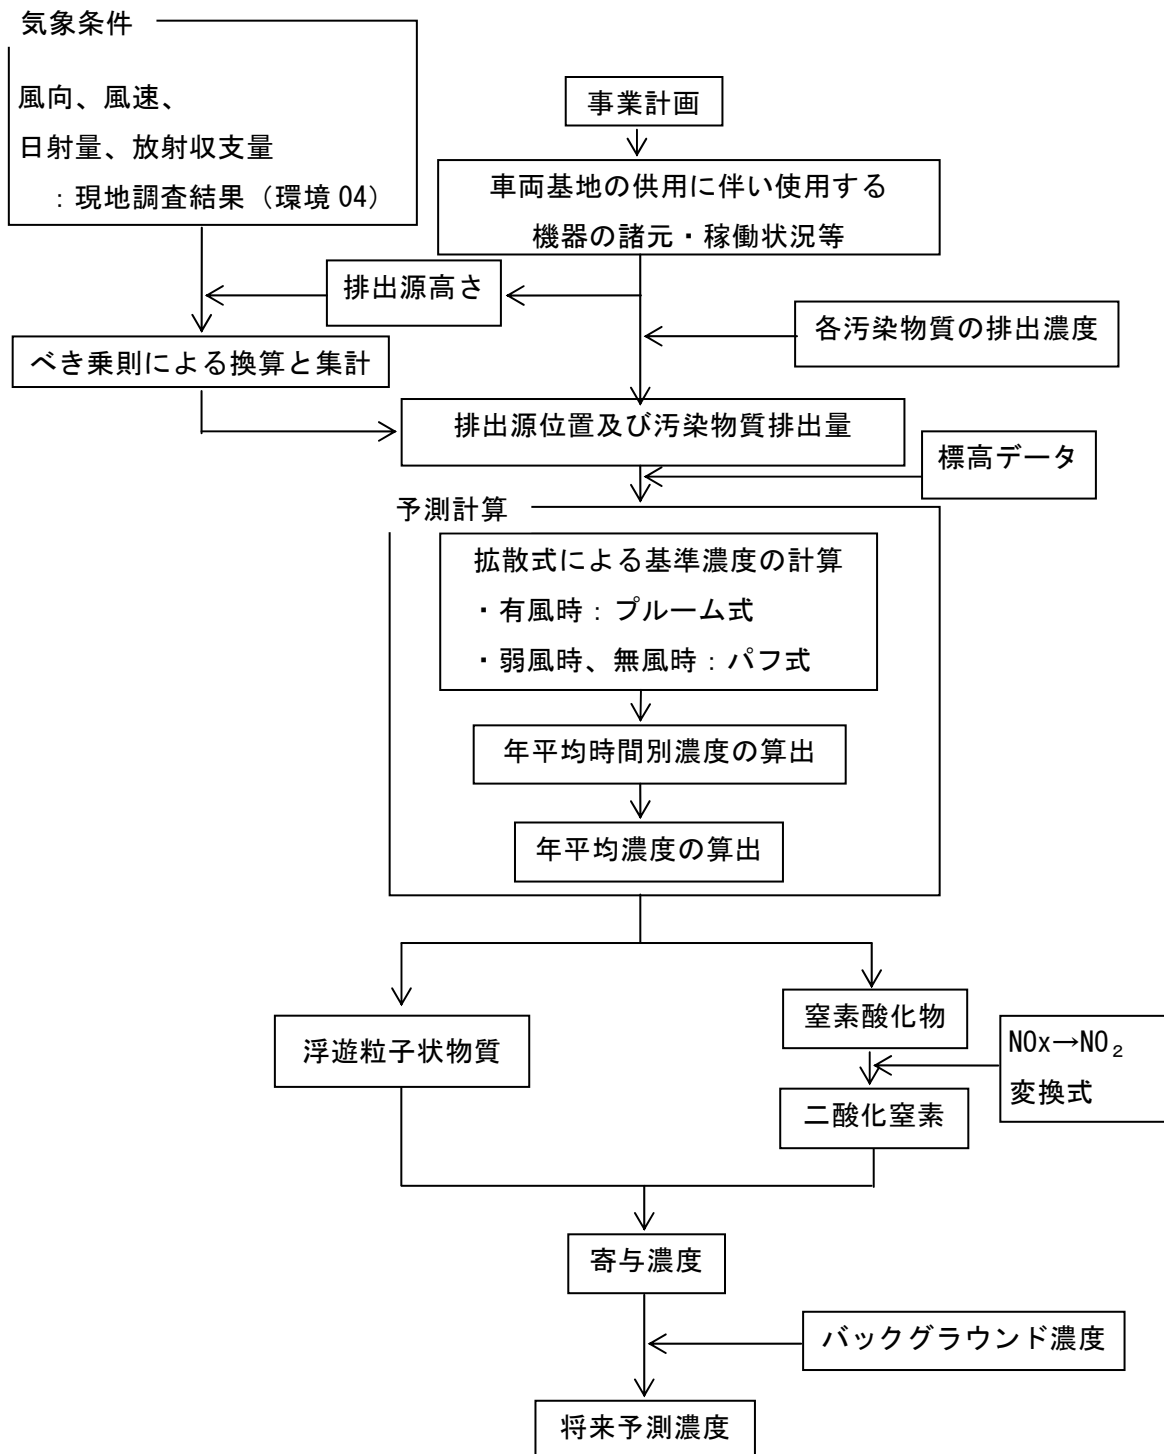 気象条件
風向、風速、
日射量、放射収支量
：現地調査結果（環境 04）
事業計画
車両基地の供用に伴い使用する
機器の諸元・稼働状況等
排出源高さ
各汚染物質の排出濃度
べき乗則による換算と集計
排出源位置及び汚染物質排出量
標高データ
予測計算
拡散式による基準濃度の計算
・有風時：プルーム式
・弱風時、無風時：パフ式
年平均時間別濃度の算出
年平均濃度の算出
浮遊粒子状物質
窒素酸化物
NOx→NO₂
変換式
二酸化窒素
寄与濃度
バックグラウンド濃度
将来予測濃度